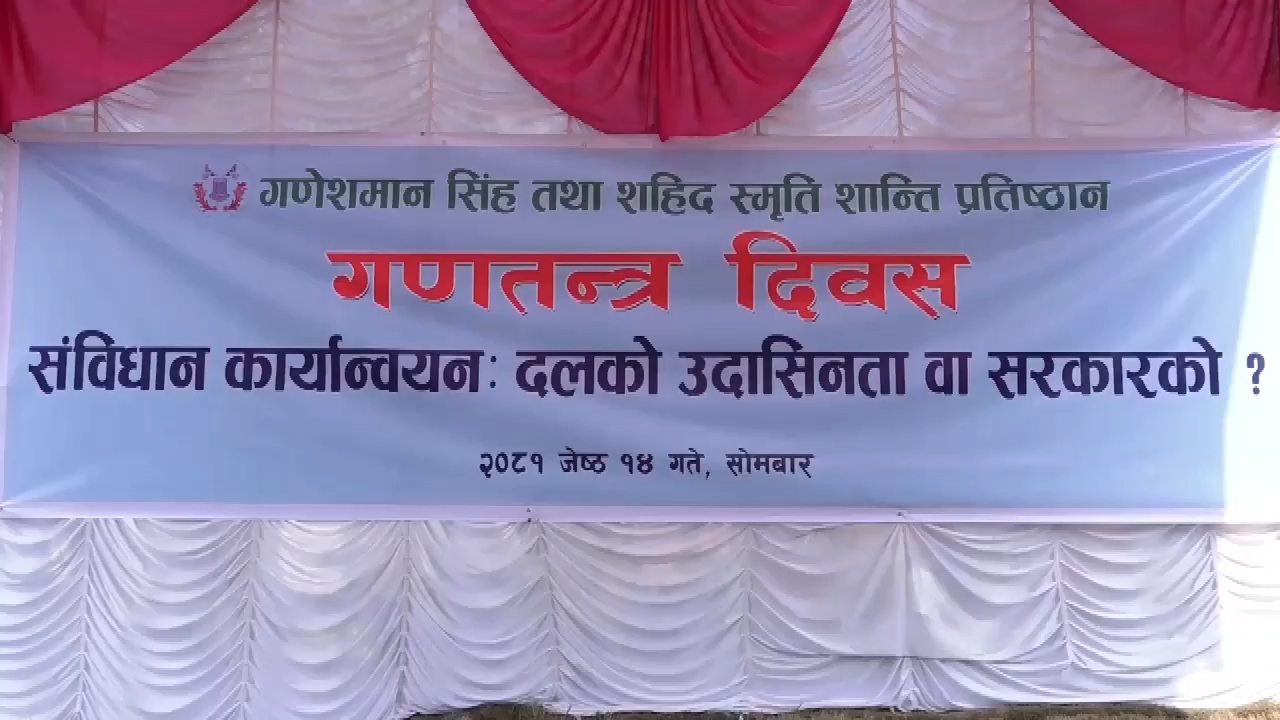 गणेशमान सिंह तथा शहिद स्मृति शान्ति प्रतिष्ठान
गणतन्त्र दिवस
संविधान कार्यान्वयन: दलको उदासिनता वा सरकारको ?
२०८१ जेष्ठ १४ गते, सोमबार